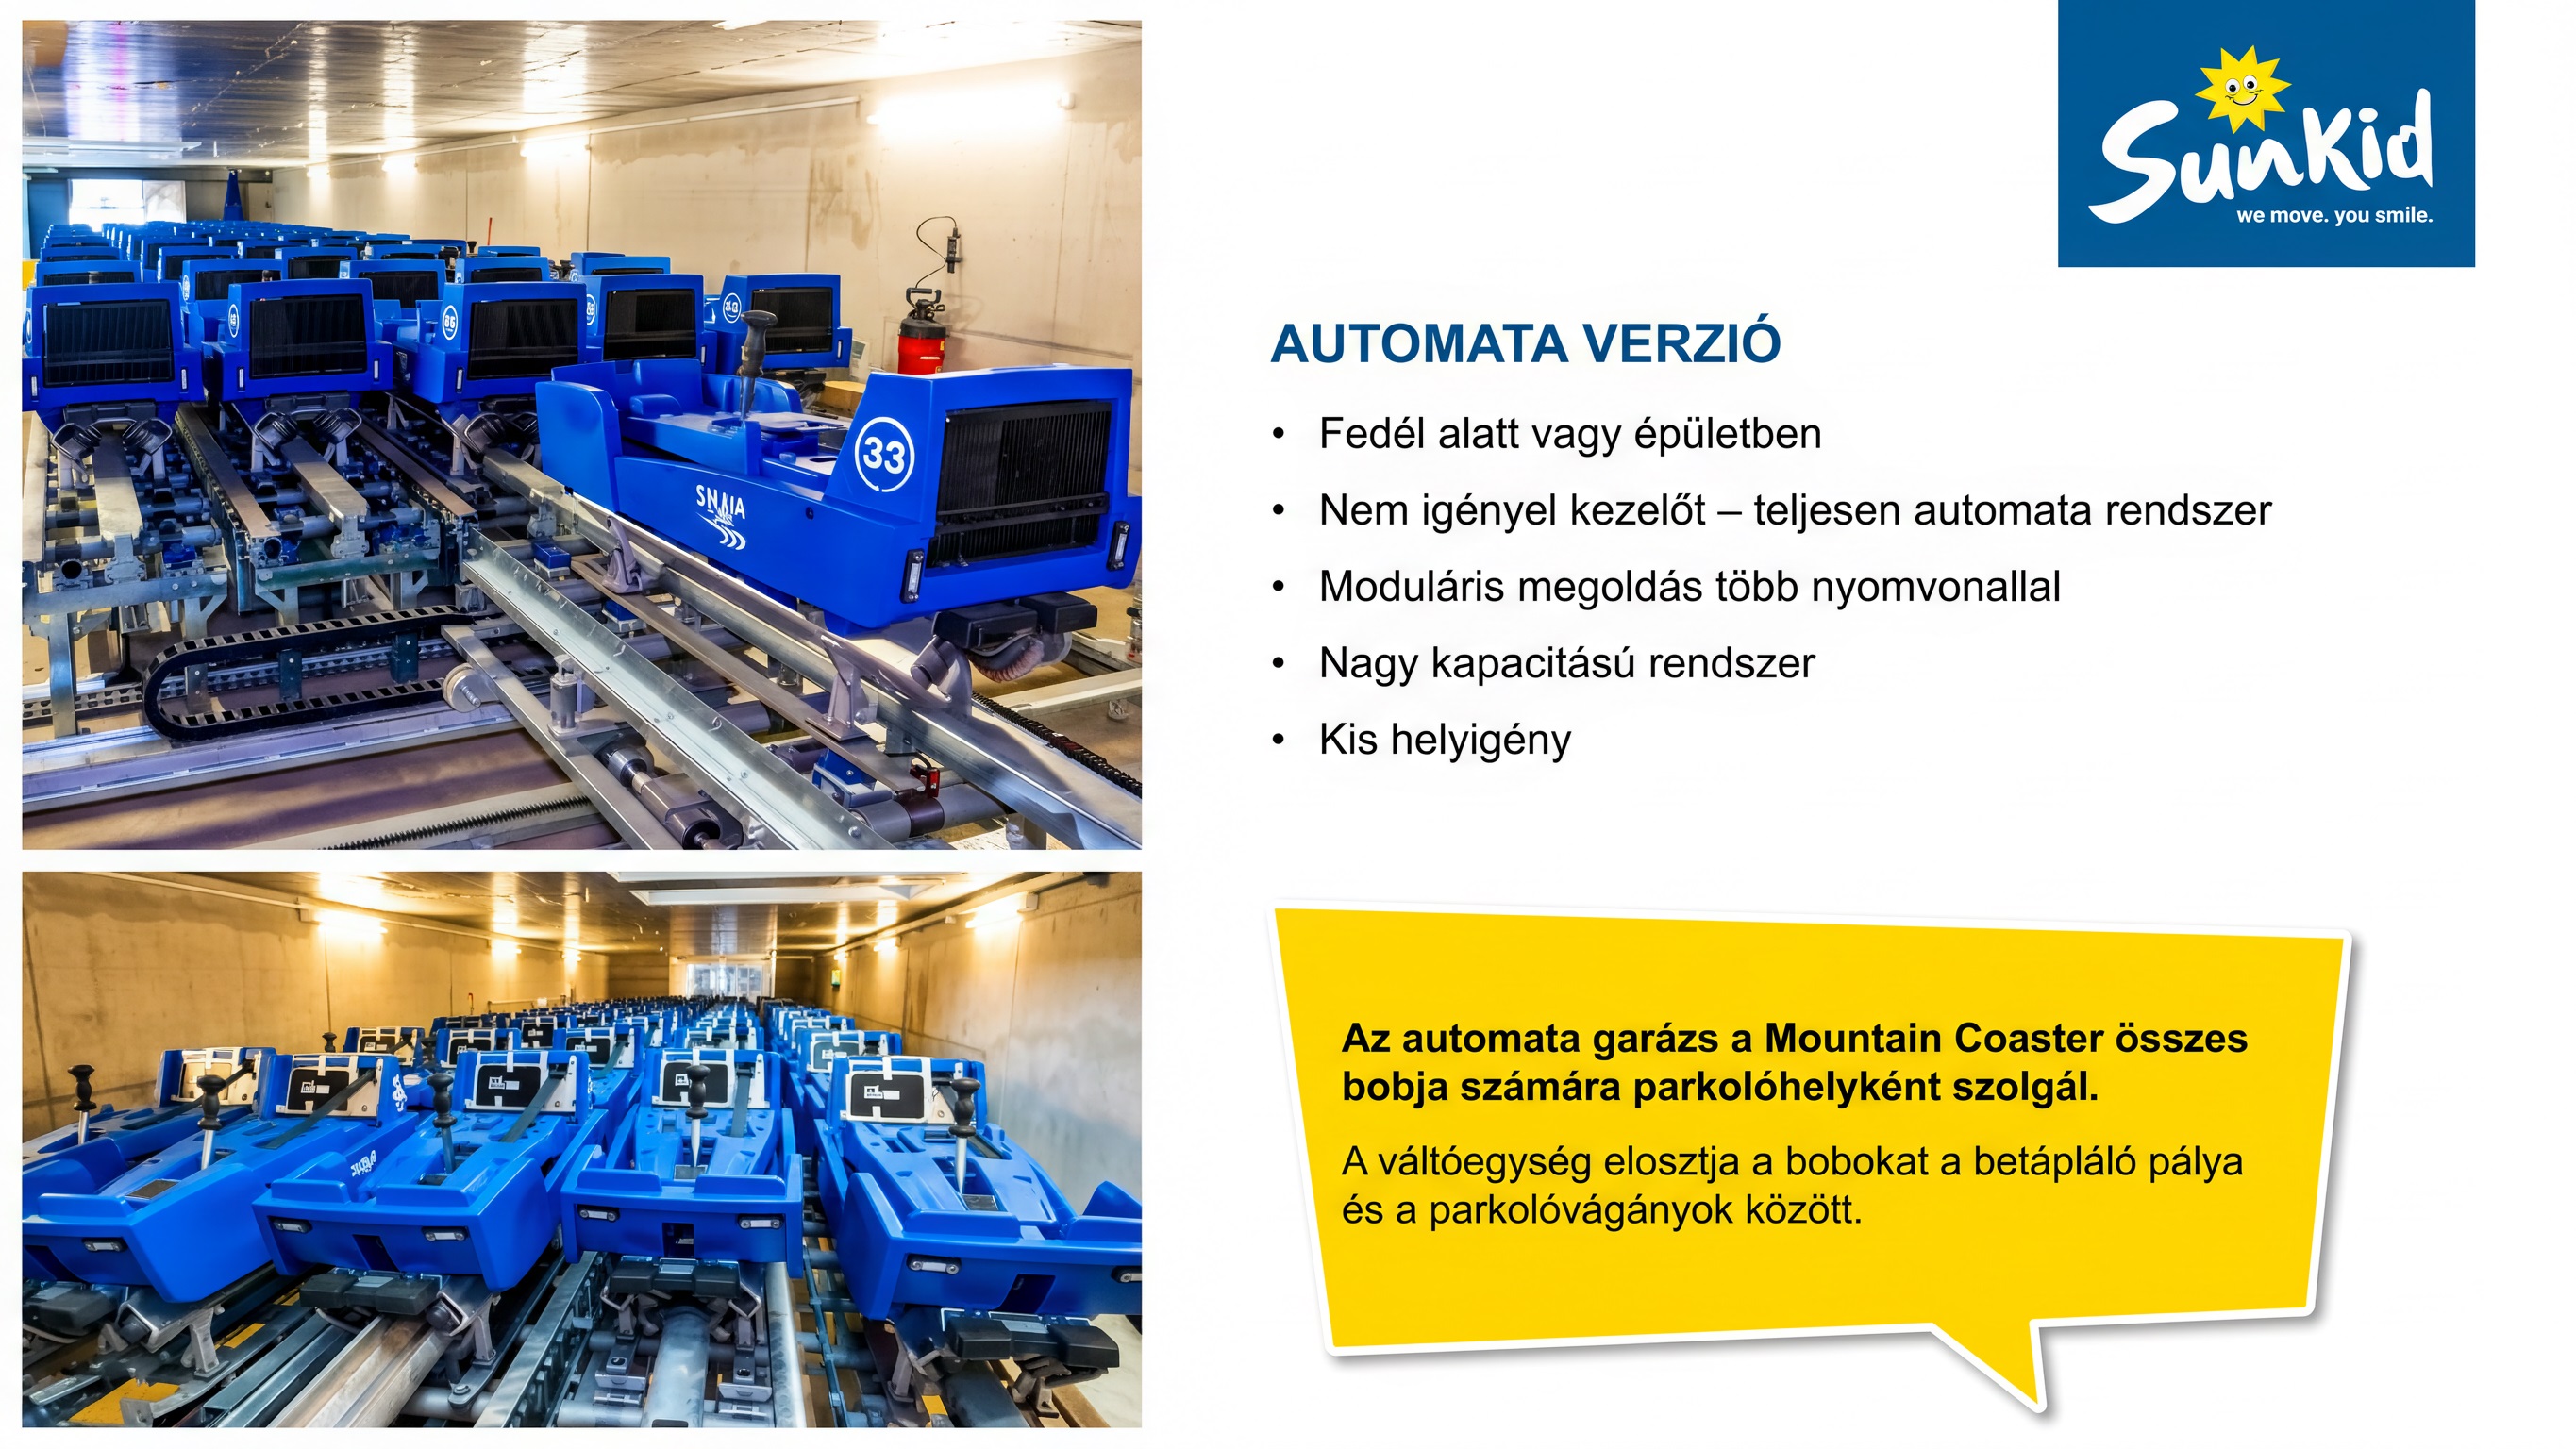 SunKid
we move. you smile.
33
AUTOMATA VERZIÓ
• Fedél alatt vagy épületben
• Nem igényel kezelőt – teljesen automata rendszer
• Moduláris megoldás több nyomvonallal
• Nagy kapacitású rendszer
• Kis helyigény
Az automata garázs a Mountain Coaster összes
bobja számára parkolóhelyként szolgál.
A váltóegység elosztja a bobokat a betápláló pálya
és a parkolóvágányok között.